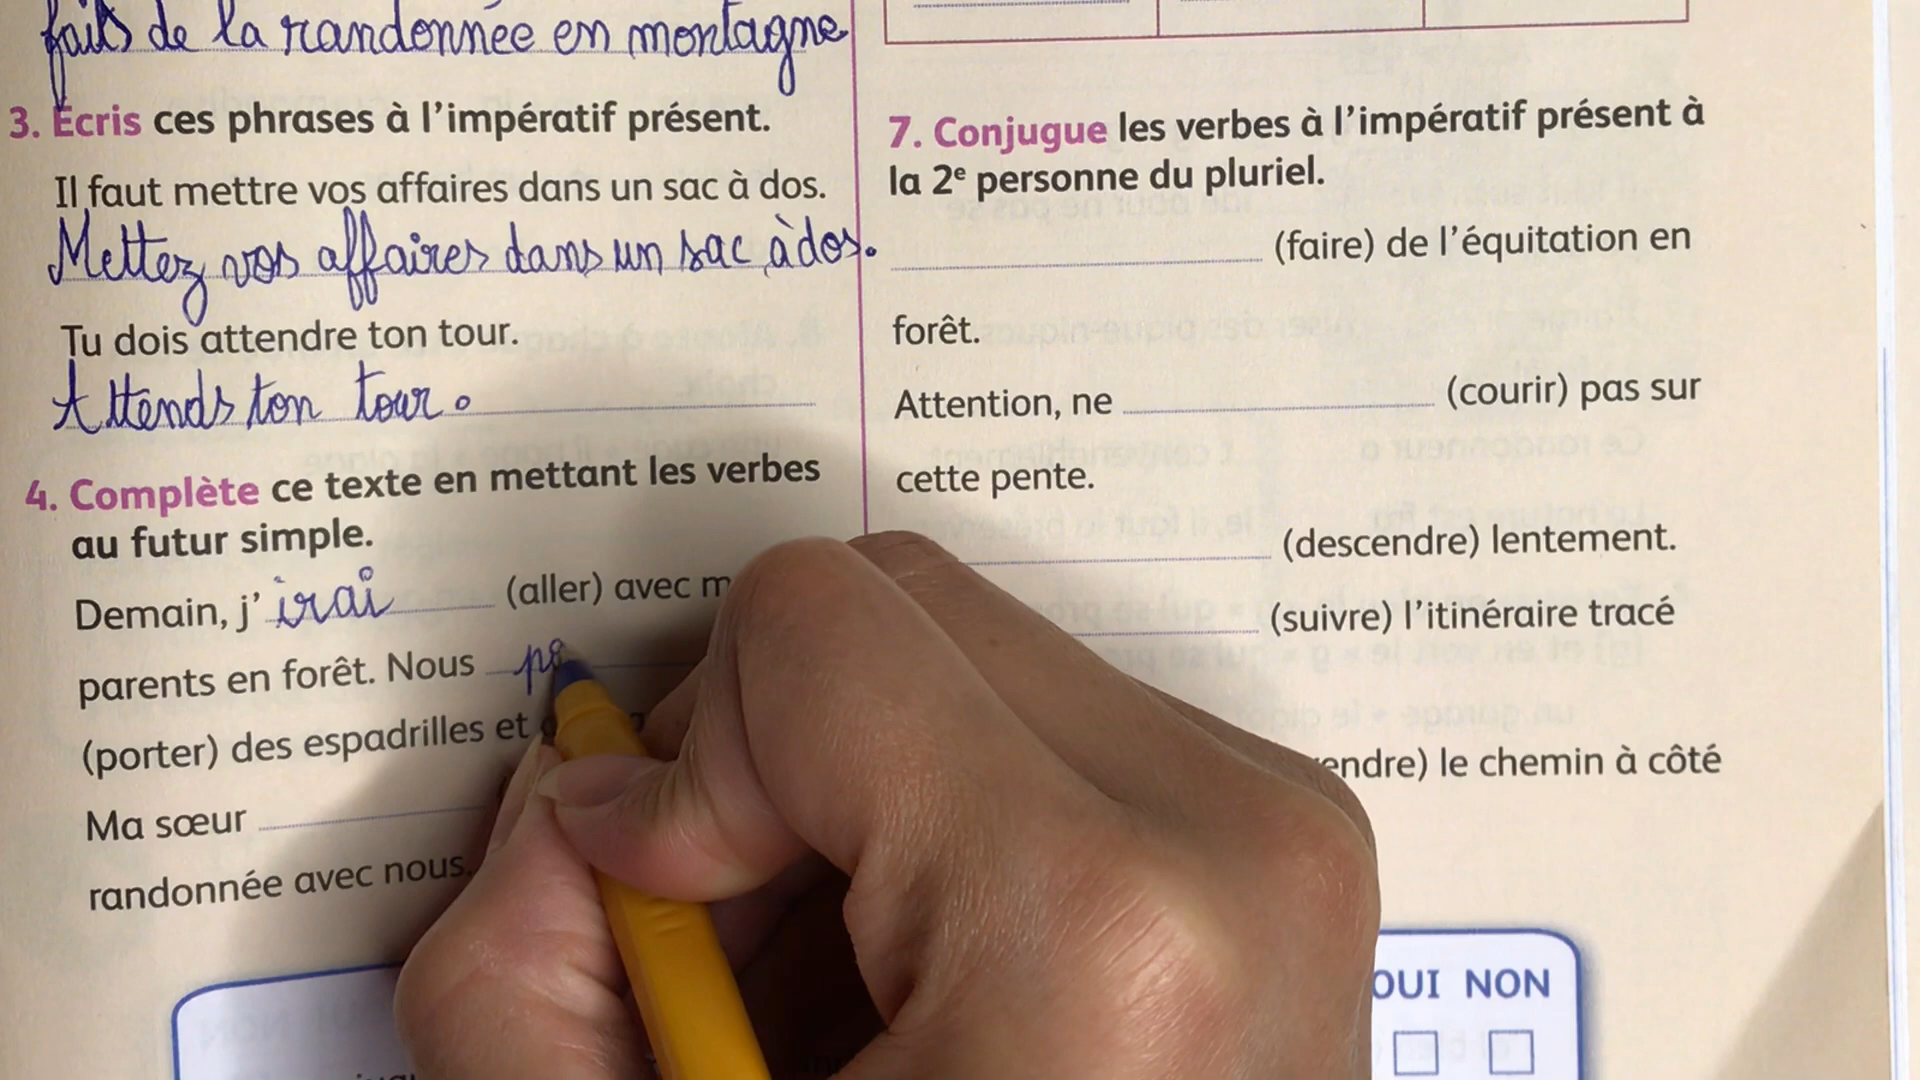 faits de la randonnée en montagne
3. Écris ces phrases à l'impératif présent.
Il faut mettre vos affaires dans un sac à dos.
Mettez vos affaires dans un sac à dos.
Tu dois attendre ton tour.
Attends ton tour.
4. Complète ce texte en mettant les verbes
au futur simple.
Demain, j' irai (aller) avec
parents en forêt. Nous po
(porter) des espadrilles et
Ma sœur
randonnée avec nous.
7. Conjugue les verbes à l'impératif présent à
la 2e personne du pluriel.
(faire) de l'équitation en
forêt.
Attention, ne (courir) pas sur
cette pente.
(descendre) lentement.
(suivre) l'itinéraire tracé
endre) le chemin à côté
OUI NON